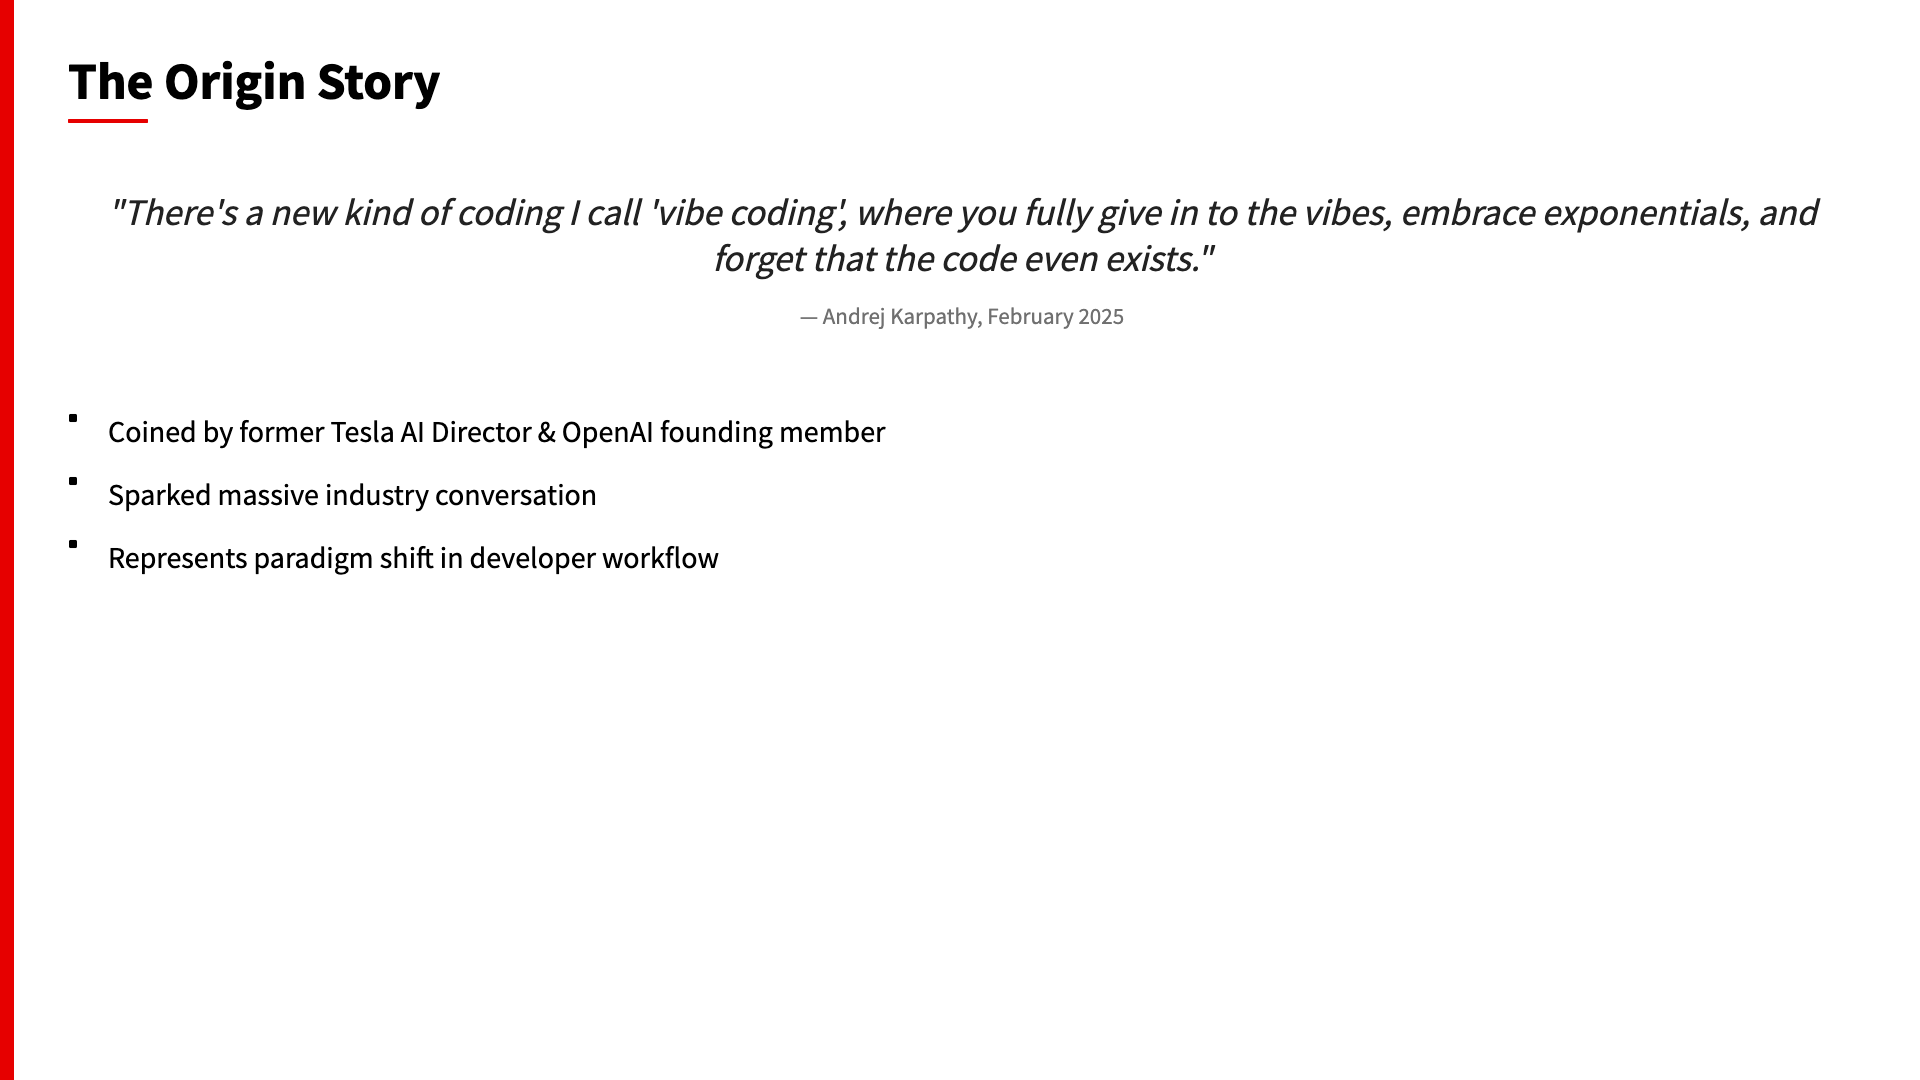 The Origin Story
"There's a new kind of coding I call 'vibe coding', where you fully give in to the vibes, embrace exponentials, and
forget that the code even exists."
— Andrej Karpathy, February 2025
▪ Coined by former Tesla AI Director & OpenAI founding member
▪ Sparked massive industry conversation
▪ Represents paradigm shift in developer workflow